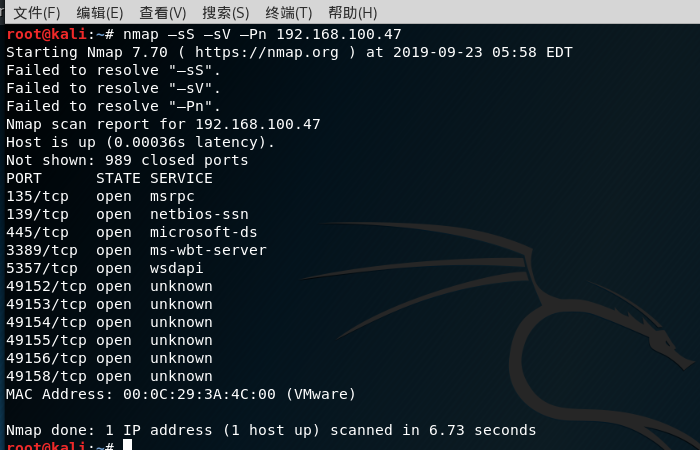 文件(F) 编辑(E) 查看(V) 搜索(S) 终端(T) 帮助(H)
root@kali:~# nmap –sS –sV –Pn 192.168.100.47
Starting Nmap 7.70 ( https://nmap.org ) at 2019-09-23 05:58 EDT
Failed to resolve "–sS".
Failed to resolve "–sV".
Failed to resolve "–Pn".
Nmap scan report for 192.168.100.47
Host is up (0.00036s latency).
Not shown: 989 closed ports
PORT      STATE SERVICE
135/tcp   open  msrpc
139/tcp   open  netbios-ssn
445/tcp   open  microsoft-ds
3389/tcp  open  ms-wbt-server
5357/tcp  open  wsdapi
49152/tcp open  unknown
49153/tcp open  unknown
49154/tcp open  unknown
49155/tcp open  unknown
49156/tcp open  unknown
49158/tcp open  unknown
MAC Address: 00:0C:29:3A:4C:00 (VMware)
Nmap done: 1 IP address (1 host up) scanned in 6.73 seconds
root@kali:~#